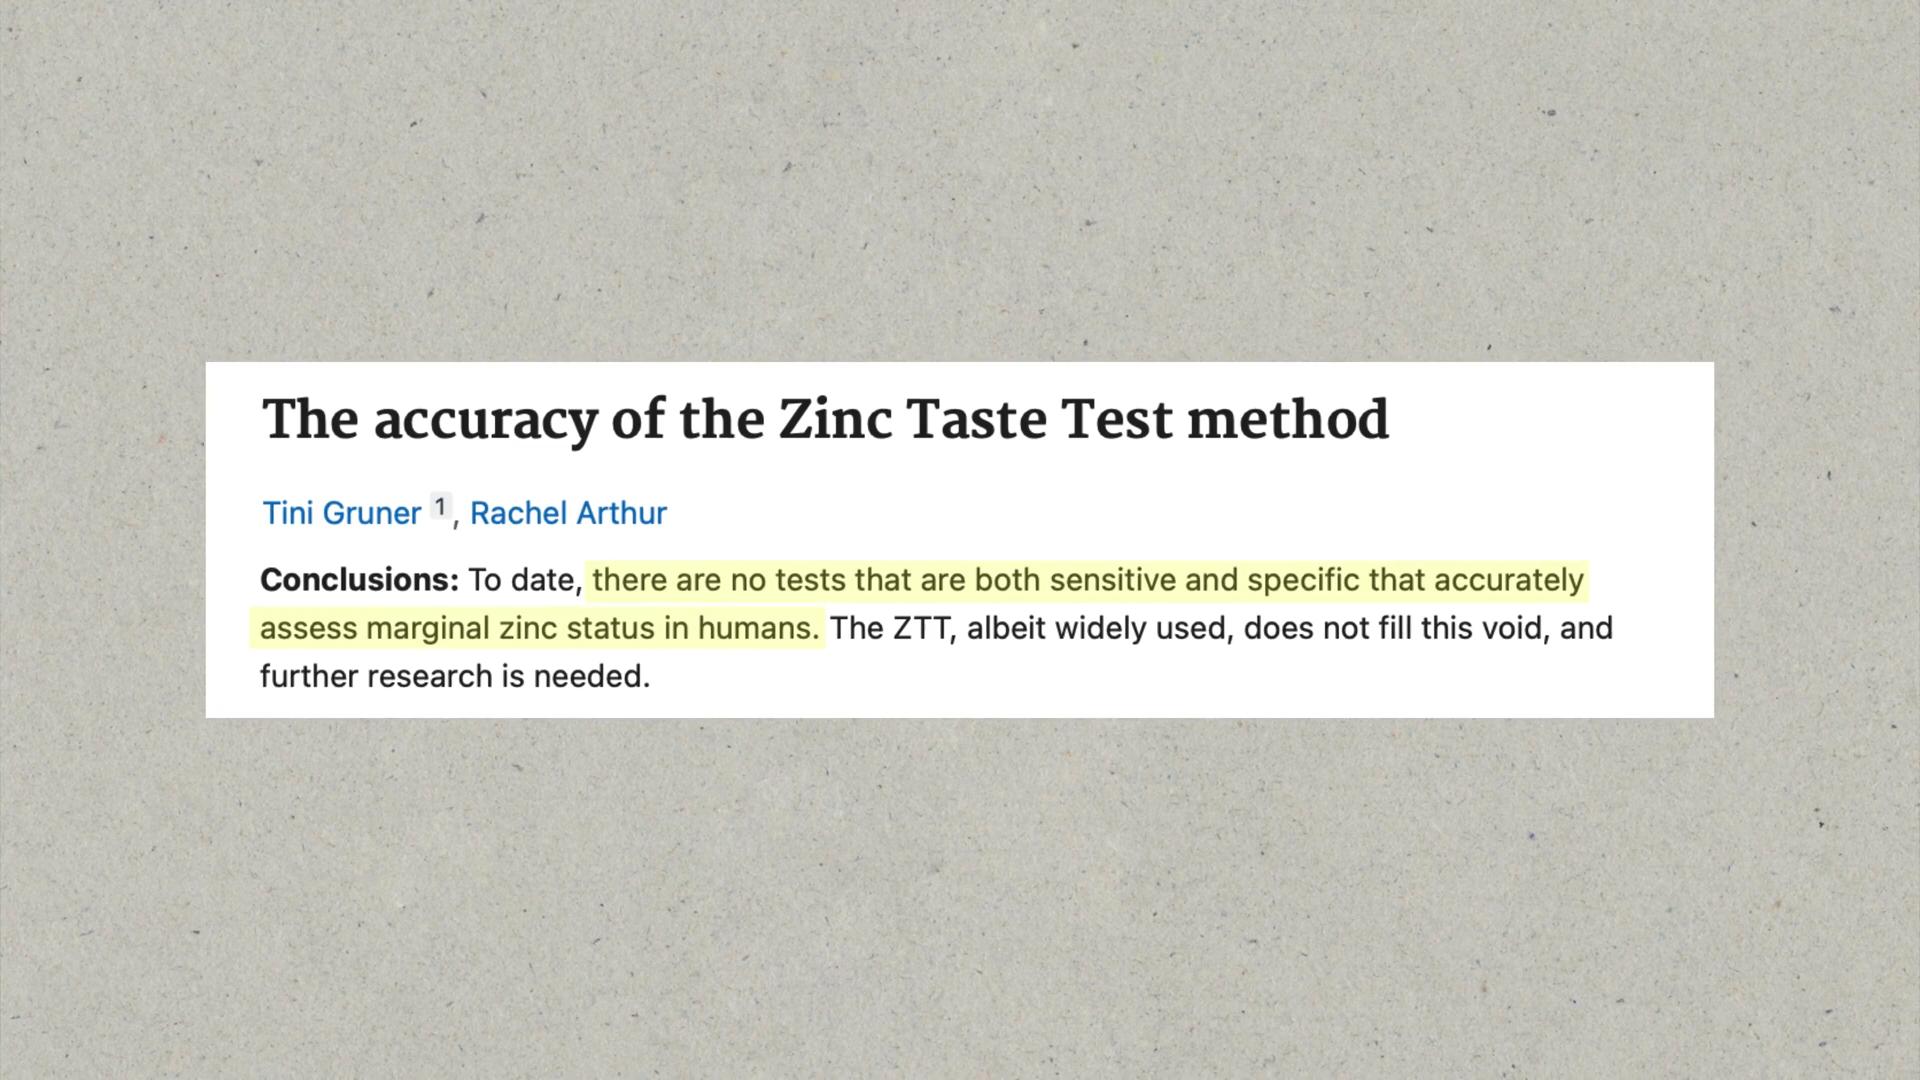 The accuracy of the Zinc Taste Test method
Tini Gruner 1, Rachel Arthur
Conclusions: To date, there are no tests that are both sensitive and specific that accurately
assess marginal zinc status in humans. The ZTT, albeit widely used, does not fill this void, and
further research is needed.